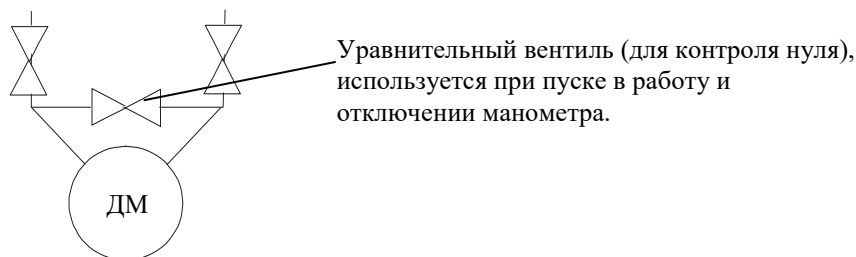 Уравнительный вентиль (для контроля нуля),
используется при пуске в работу и
отключении манометра.
ДМ